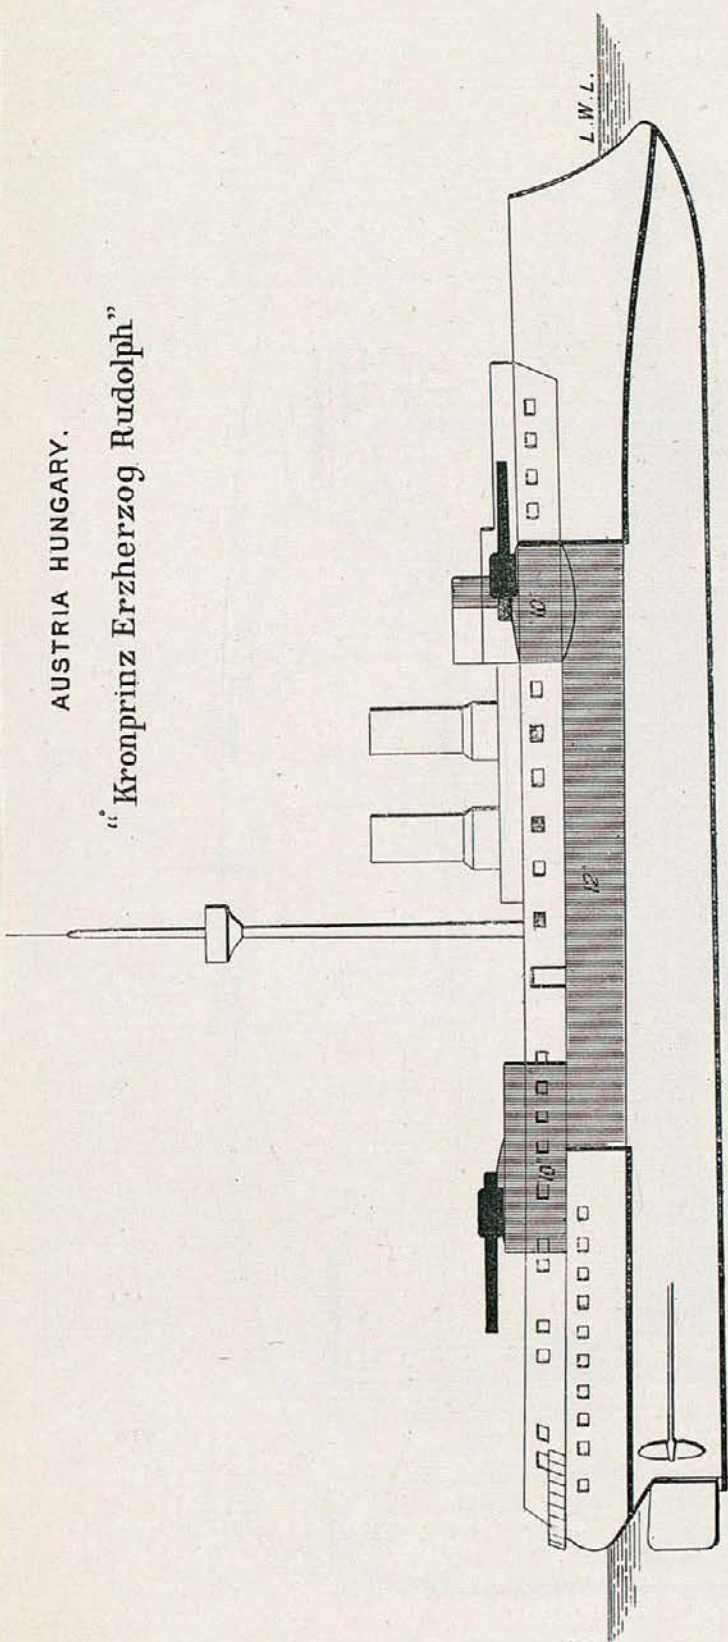 AUSTRIA HUNGARY.
“Kronprinz Erzherzog Rudolph”
10"
12"
10"
L.W.L.